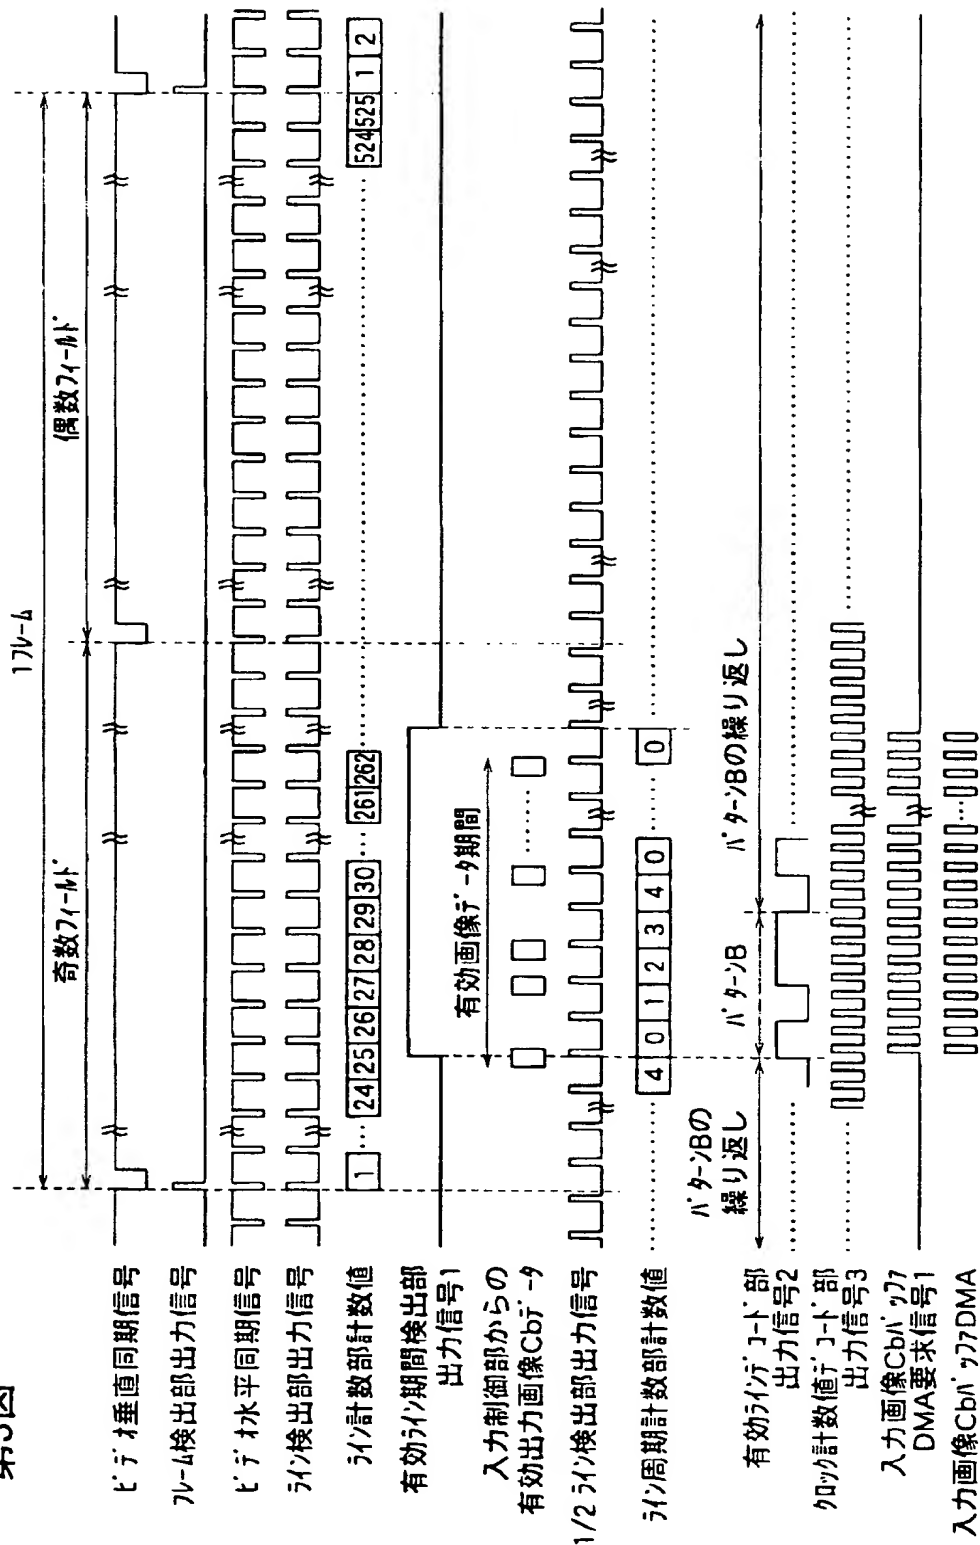 第5図
1フレーム
奇数フィールド
偶数フィールド
ビデオ垂直同期信号
フレーム検出部出力信号
ビデオ水平同期信号
ライン検出部出力信号
ライン計数部計数値
1 ‥‥ 24 25 26 27 28 29 30 ‥‥ 261 262 ‥‥ 524 525 1 2
有効ライン期間検出部
出力信号1
有効画像データ期間
入力制御部からの
有効出力画像Cbデータ
1/2 ライン検出部出力信号
ライン周期計数部計数値
4 0 1 2 3 4 0 ‥‥ 0
パターンBの
繰り返し
パターンB
パターンBの繰り返し
有効ラインデコード部
出力信号2
クロック計数値デコード部
出力信号3
入力画像Cbバッファ
DMA要求信号1
入力画像CbバッファDMA